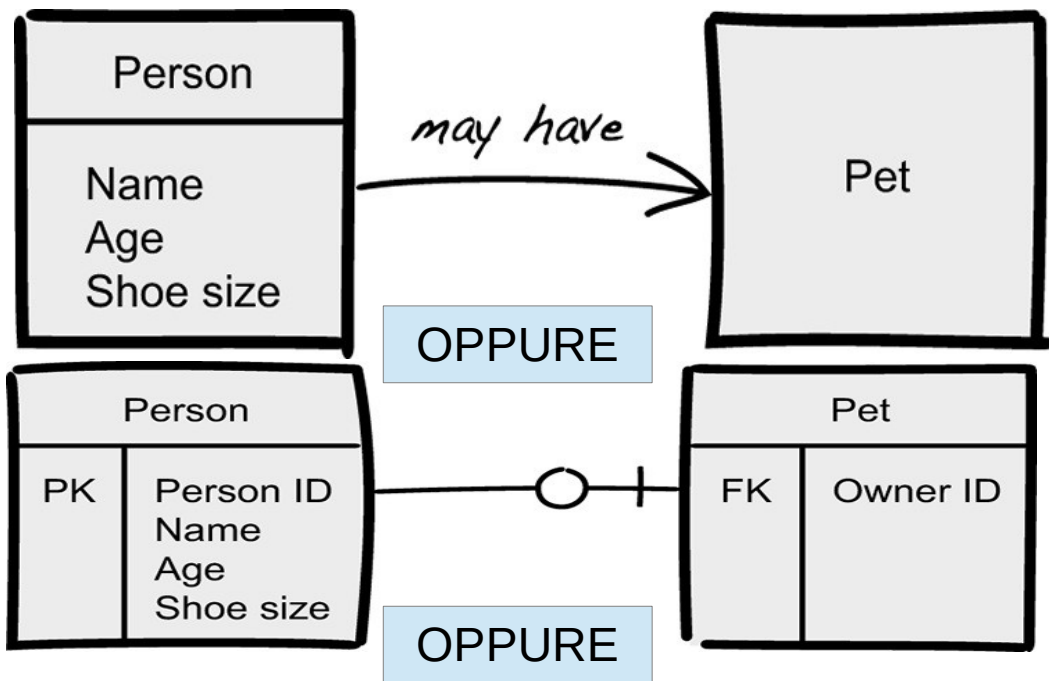 Person
Name
Age
Shoe size
may have
Pet
OPPURE
Person
PK
Person ID
Name
Age
Shoe size
Pet
FK
Owner ID
OPPURE